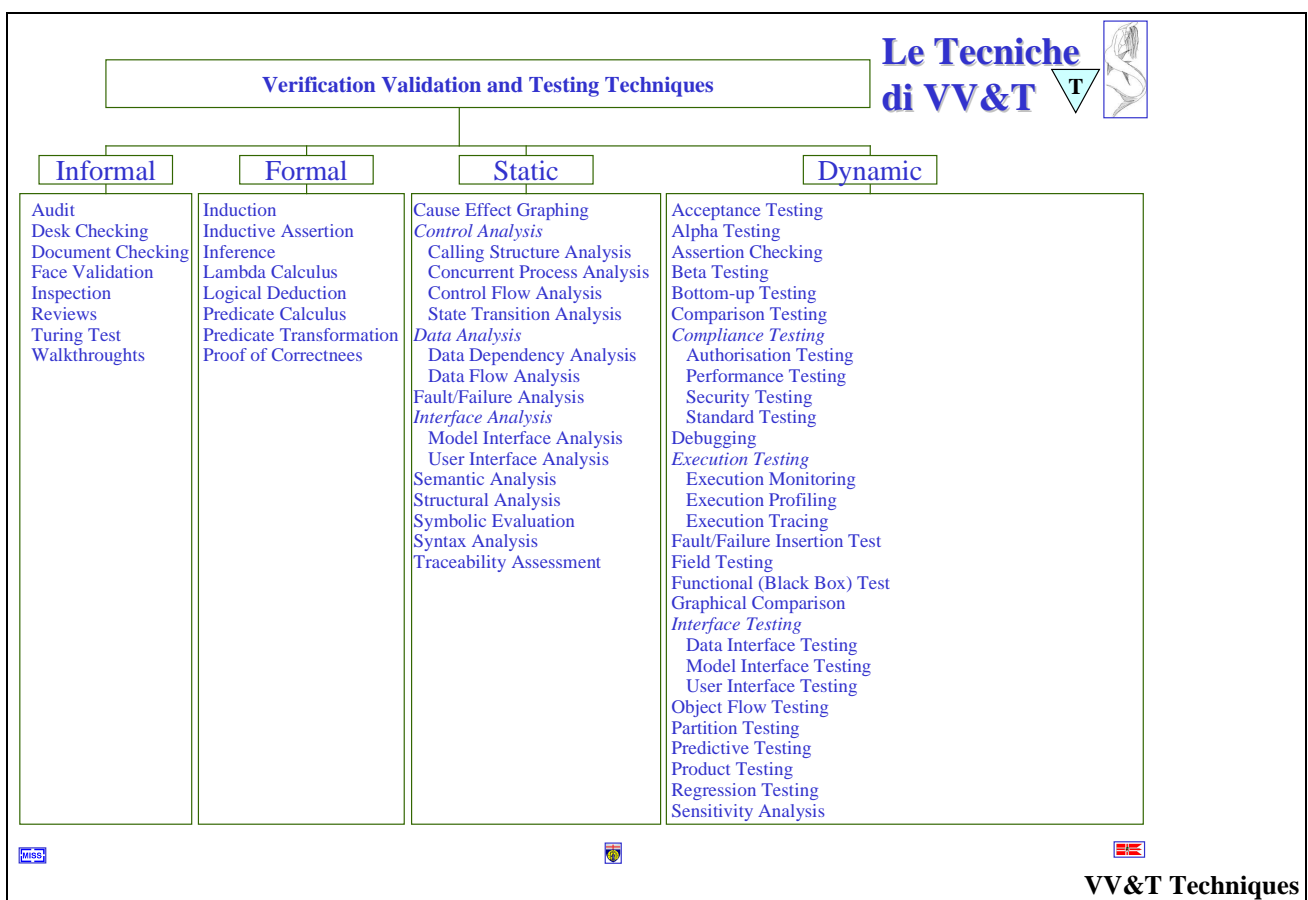 Le Tecniche
di VV&T
T
Verification Validation and Testing Techniques
Informal
Audit
Desk Checking
Document Checking
Face Validation
Inspection
Reviews
Turing Test
Walkthroughts
Formal
Induction
Inductive Assertion
Inference
Lambda Calculus
Logical Deduction
Predicate Calculus
Predicate Transformation
Proof of Correctnees
Static
Cause Effect Graphing
Control Analysis
Calling Structure Analysis
Concurrent Process Analysis
Control Flow Analysis
State Transition Analysis
Data Analysis
Data Dependency Analysis
Data Flow Analysis
Fault/Failure Analysis
Interface Analysis
Model Interface Analysis
User Interface Analysis
Semantic Analysis
Structural Analysis
Symbolic Evaluation
Syntax Analysis
Traceability Assessment
Dynamic
Acceptance Testing
Alpha Testing
Assertion Checking
Beta Testing
Bottom-up Testing
Comparison Testing
Compliance Testing
Authorisation Testing
Performance Testing
Security Testing
Standard Testing
Debugging
Execution Testing
Execution Monitoring
Execution Profiling
Execution Tracing
Fault/Failure Insertion Test
Field Testing
Functional (Black Box) Test
Graphical Comparison
Interface Testing
Data Interface Testing
Model Interface Testing
User Interface Testing
Object Flow Testing
Partition Testing
Predictive Testing
Product Testing
Regression Testing
Sensitivity Analysis
MISS
VV&T Techniques